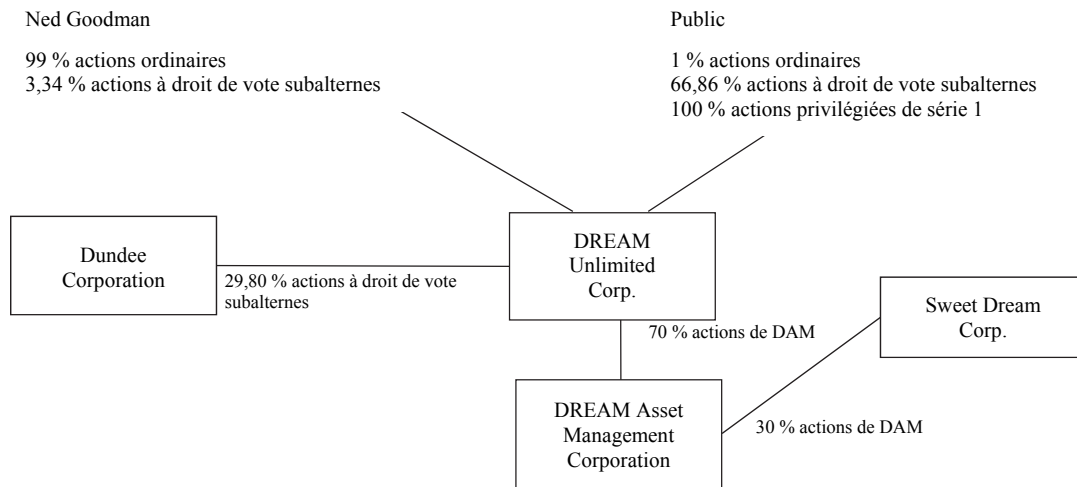 Ned Goodman
99 % actions ordinaires
3,34 % actions à droit de vote subalternes
Public
1 % actions ordinaires
66,86 % actions à droit de vote subalternes
100 % actions privilégiées de série 1
Dundee
Corporation
29,80 % actions à droit de vote
subalternes
DREAM
Unlimited
Corp.
70 % actions de DAM
Sweet Dream
Corp.
DREAM Asset
Management
Corporation
30 % actions de DAM